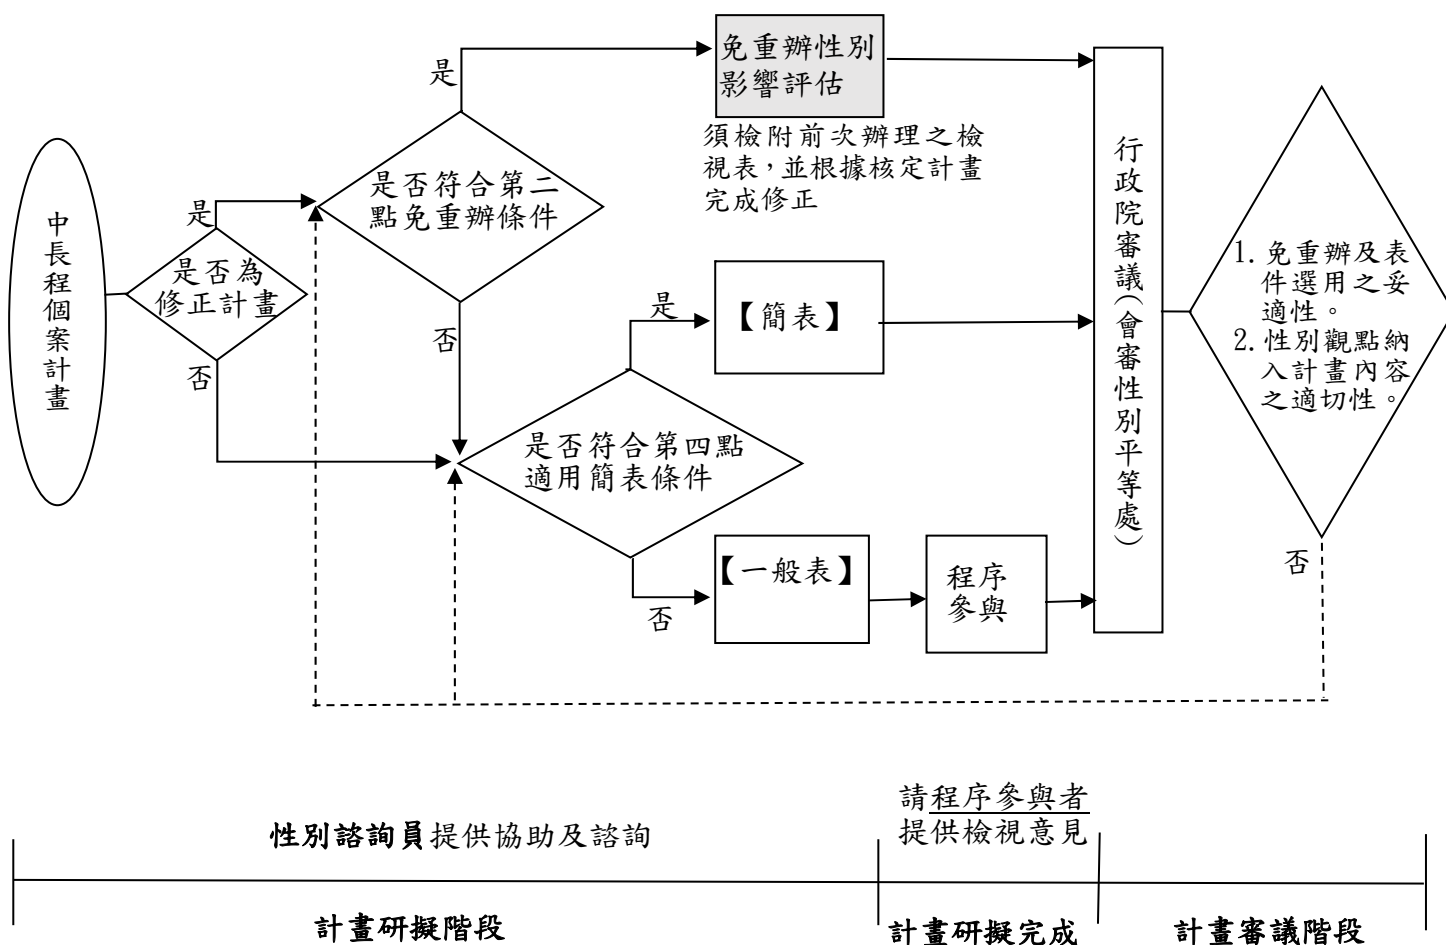 中長程個案計畫
是
是否為
修正計畫
否
是
是否符合第二
點免重辦條件
否
免重辦性別
影響評估
須檢附前次辦理之檢
視表，並根據核定計畫
完成修正
是
【簡表】
是否符合第四點
適用簡表條件
否
【一般表】
程序
參與
行政院審議(會審性別平等處)
1. 免重辦及表
件選用之妥
適性。
2. 性別觀點納
入計畫內容
之適切性。
否
性別諮詢員提供協助及諮詢
請程序參與者
提供檢視意見
計畫研擬階段
計畫研擬完成
計畫審議階段